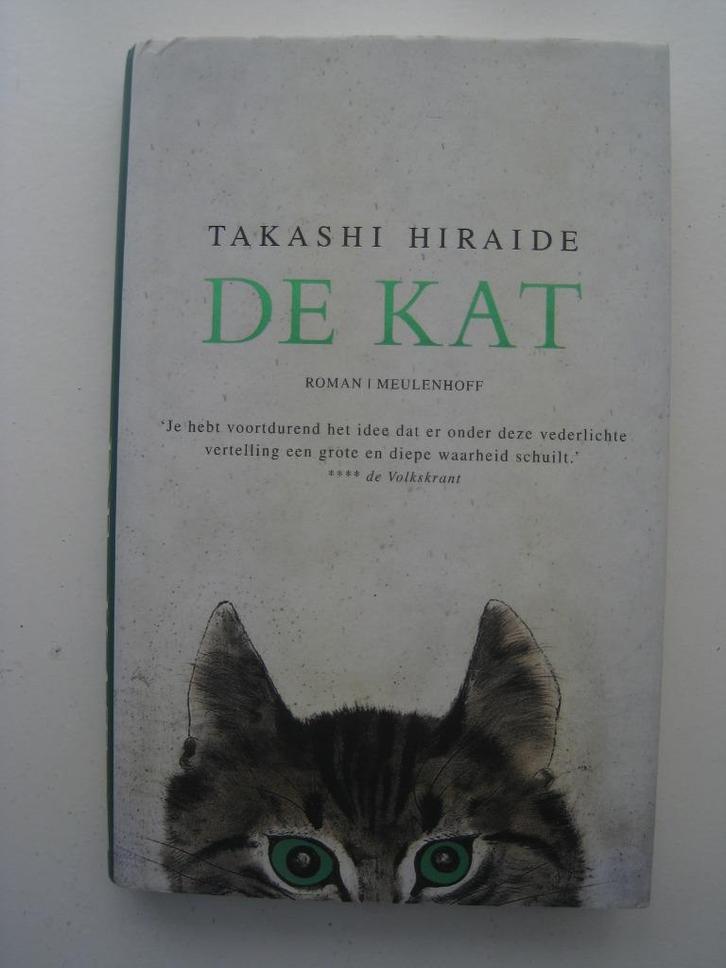 TAKASHI HIRAIDE
DE KAT
ROMAN | MEULENHOFF
‘Je hebt voortdurend het idee dat er onder deze vederlichte
vertelling een grote en diepe waarheid schuilt.’
**** de Volkskrant